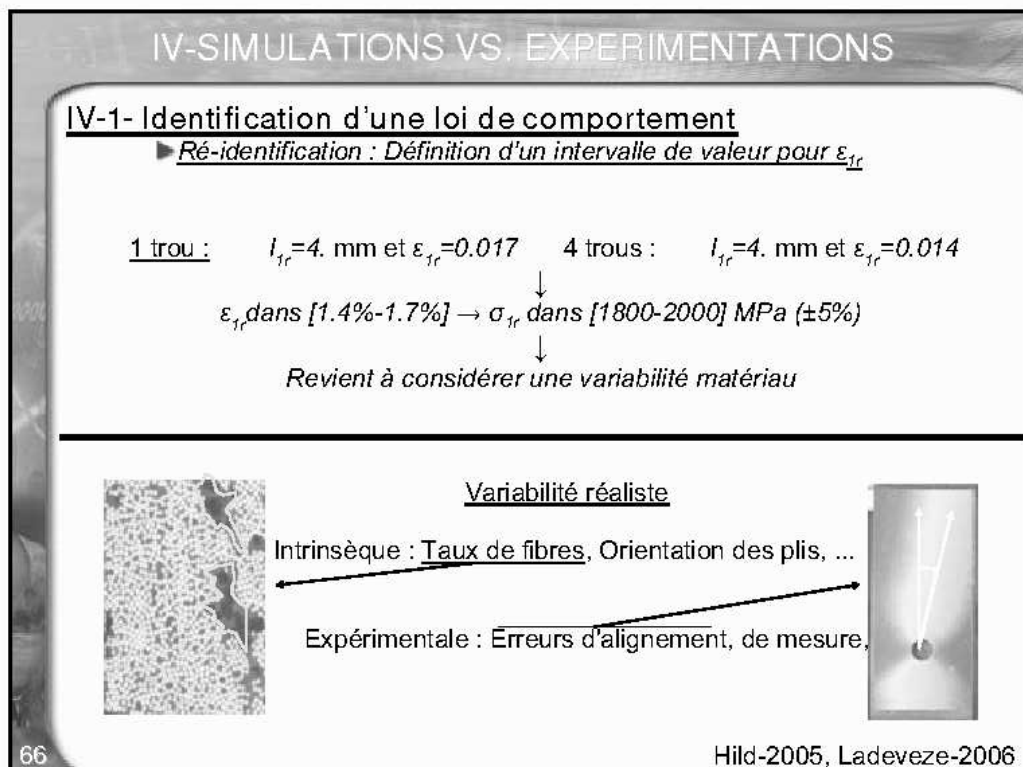 IV-SIMULATIONS VS. EXPERIMENTATIONS
IV-1- Identification d'une loi de comportement
Ré-identification : Définition d'un intervalle de valeur pour ε1r
1 trou : l1r=4. mm et ε1r=0.017 4 trous : l1r=4. mm et ε1r=0.014
↓
ε1r dans [1.4%-1.7%] → σ1r dans [1800-2000] MPa (±5%)
↓
Revient à considérer une variabilité matériau
Variabilité réaliste
Intrinsèque : Taux de fibres, Orientation des plis, ...
Expérimentale : Erreurs d'alignement, de mesure,
66
Hild-2005, Ladeveze-2006